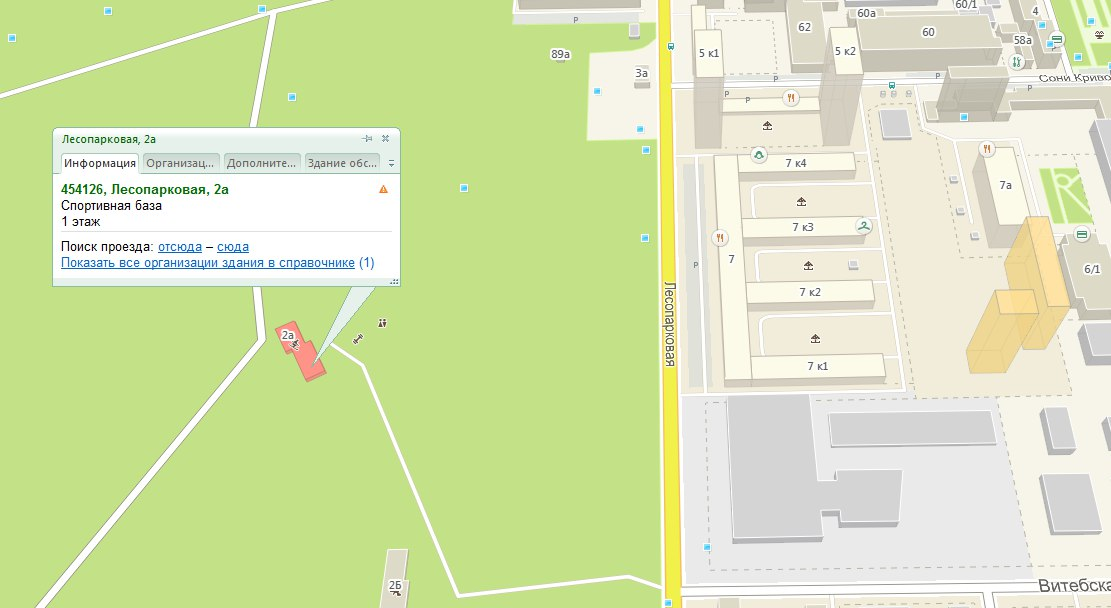 60а
60/1
4
62
60
5 к1
5 к2
58а
P
89а
3а
P
P
Сони Криво
P
P
P
Лесопарковая, 2а
Информация
Организац...
Дополните...
Здание обс...
454126, Лесопарковая, 2а
Спортивная база
1 этаж
Поиск проезда: отсюда – сюда
Показать все организации здания в справочнике (1)
7 к4
7а
7 к3
7
P
6/1
7 к2
Лесопарковая
2а
7 к1
2Б
Витебска